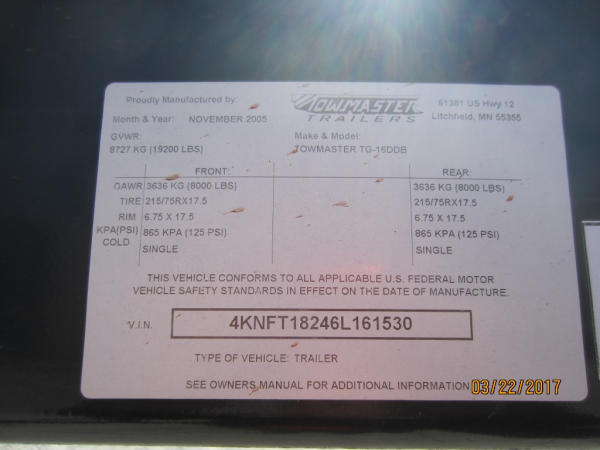 Proudly Manufactured by:
TOWMASTER
TRAILERS
61381 US Hwy 12
Litchfield, MN 55355
Month & Year: NOVEMBER 2005
GVWR: Make & Model:
8727 KG (19200 LBS) TOWMASTER TG-16DDB
FRONT: REAR:
GAWR 3636 KG (8000 LBS) 3636 KG (8000 LBS)
TIRE 215/75RX17.5 215/75RX17.5
RIM 6.75 X 17.5 6.75 X 17.5
KPA(PSI) 865 KPA (125 PSI) 865 KPA (125 PSI)
COLD SINGLE SINGLE
THIS VEHICLE CONFORMS TO ALL APPLICABLE U.S. FEDERAL MOTOR
VEHICLE SAFETY STANDARDS IN EFFECT ON THE DATE OF MANUFACTURE.
V.I.N. 4KNFT18246L161530
TYPE OF VEHICLE: TRAILER
SEE OWNERS MANUAL FOR ADDITIONAL INFORMATION
03/22/2017